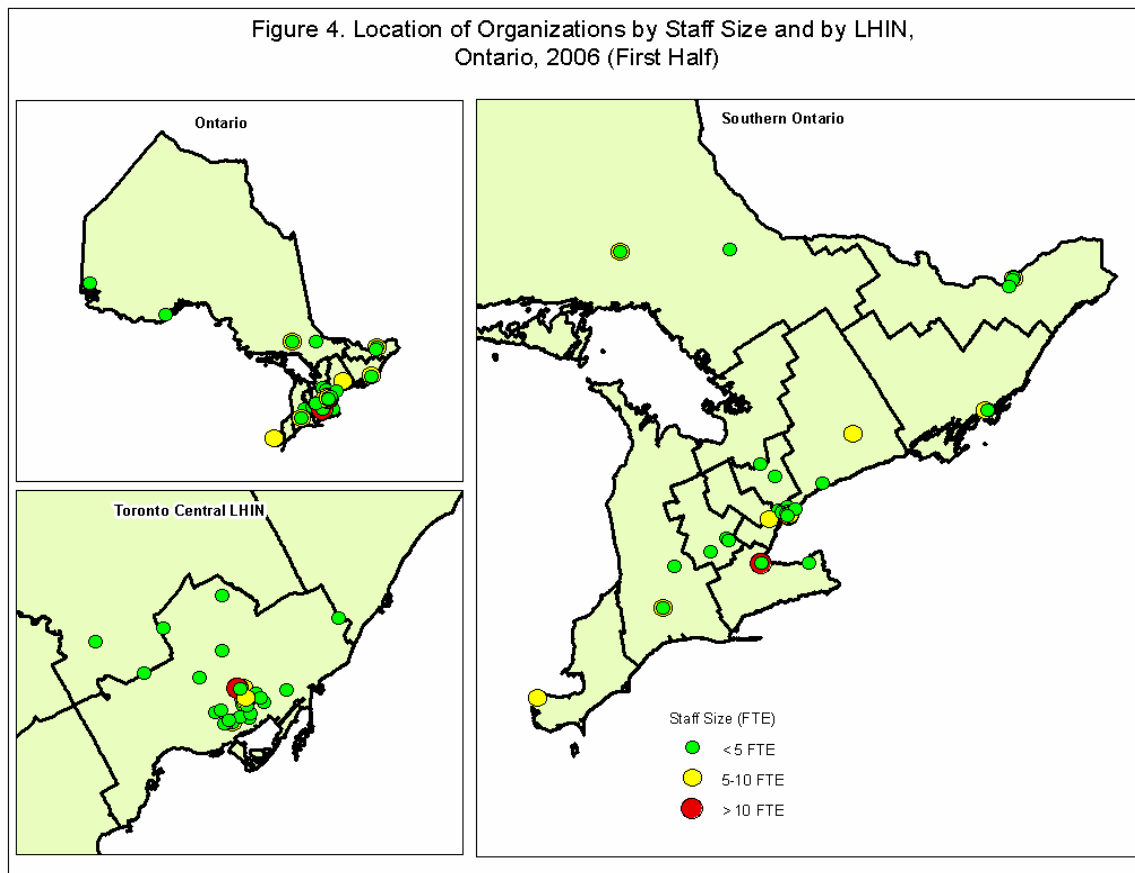 Figure 4. Location of Organizations by Staff Size and by LHIN,
Ontario, 2006 (First Half)
Ontario
Southern Ontario
Toronto Central LHIN
Staff Size (FTE)
<5 FTE
5-10 FTE
>10 FTE